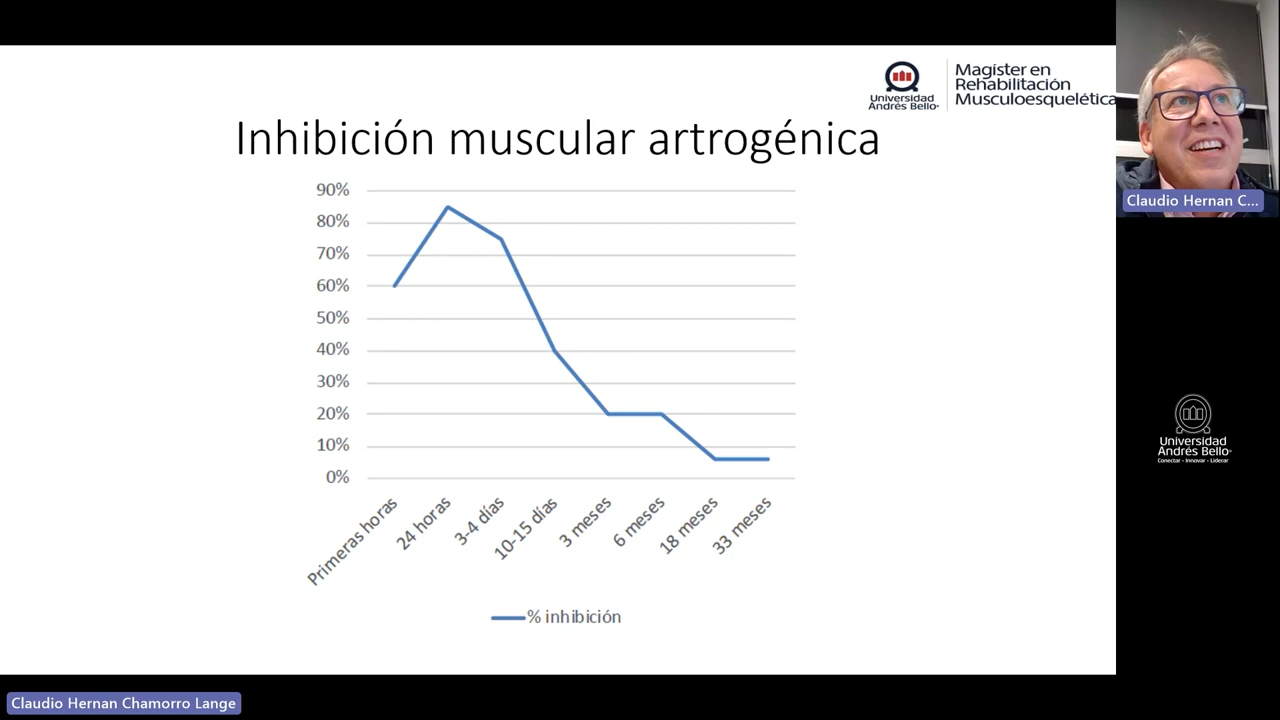 Universidad
Andrés Bello®
Magíster en
Rehabilitación
Musculoesquelética
Inhibición muscular artrogénica
90%
80%
70%
60%
50%
40%
30%
20%
10%
0%
Primeras horas
24 horas
3-4 días
10-15 días
3 meses
6 meses
18 meses
33 meses
% inhibición
Claudio Hernan C...
Universidad
Andrés Bello®
Conectar - Innovar - Liderar
Claudio Hernan Chamorro Lange